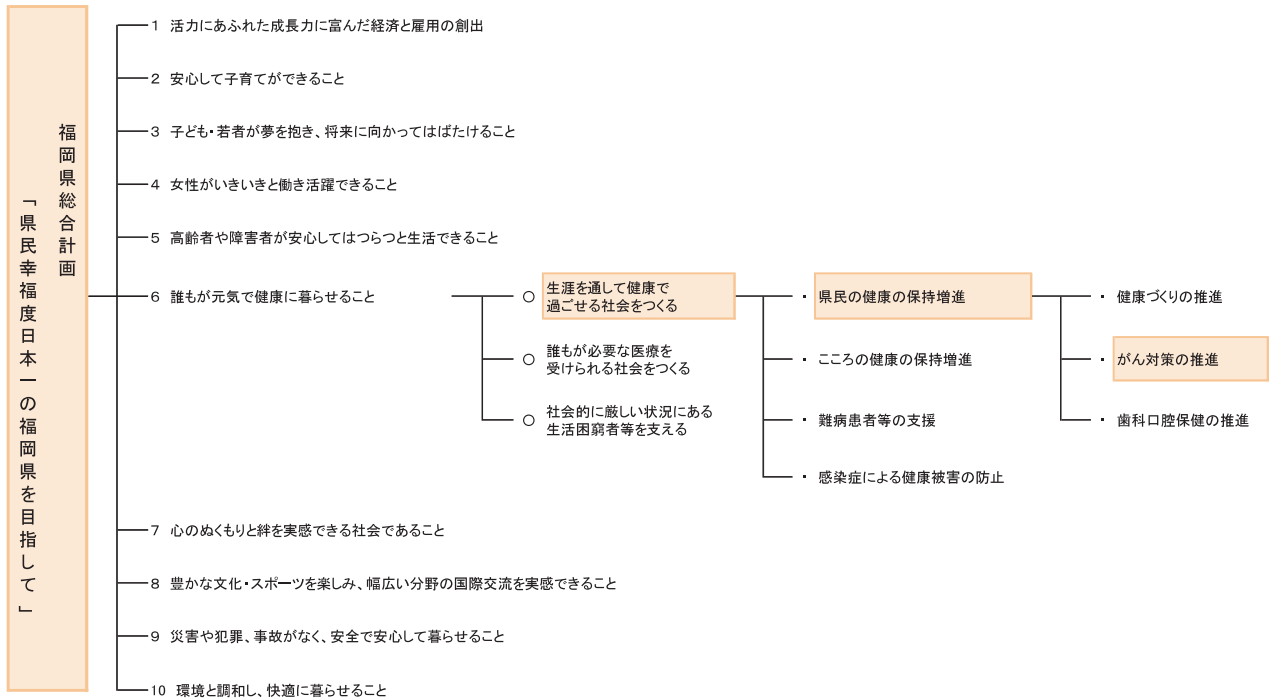 福岡県総合計画
「県民幸福度日本一の福岡県を目指して」
1 活力にあふれた成長力に富んだ経済と雇用の創出
2 安心して子育てができること
3 子ども・若者が夢を抱き、将来に向かってはばたけること
4 女性がいきいきと働き活躍できること
5 高齢者や障害者が安心してはつらつと生活できること
6 誰もが元気で健康に暮らせること
○ 生涯を通して健康で
過ごせる社会をつくる
○ 誰もが必要な医療を
受けられる社会をつくる
○ 社会的に厳しい状況にある
生活困窮者等を支える
・ 県民の健康の保持増進
・ こころの健康の保持増進
・ 難病患者等の支援
・ 感染症による健康被害の防止
・ 健康づくりの推進
・ がん対策の推進
・ 歯科口腔保健の推進
7 心のぬくもりと絆を実感できる社会であること
8 豊かな文化・スポーツを楽しみ、幅広い分野の国際交流を実感できること
9 災害や犯罪、事故がなく、安全で安心して暮らせること
10 環境と調和し、快適に暮らせること